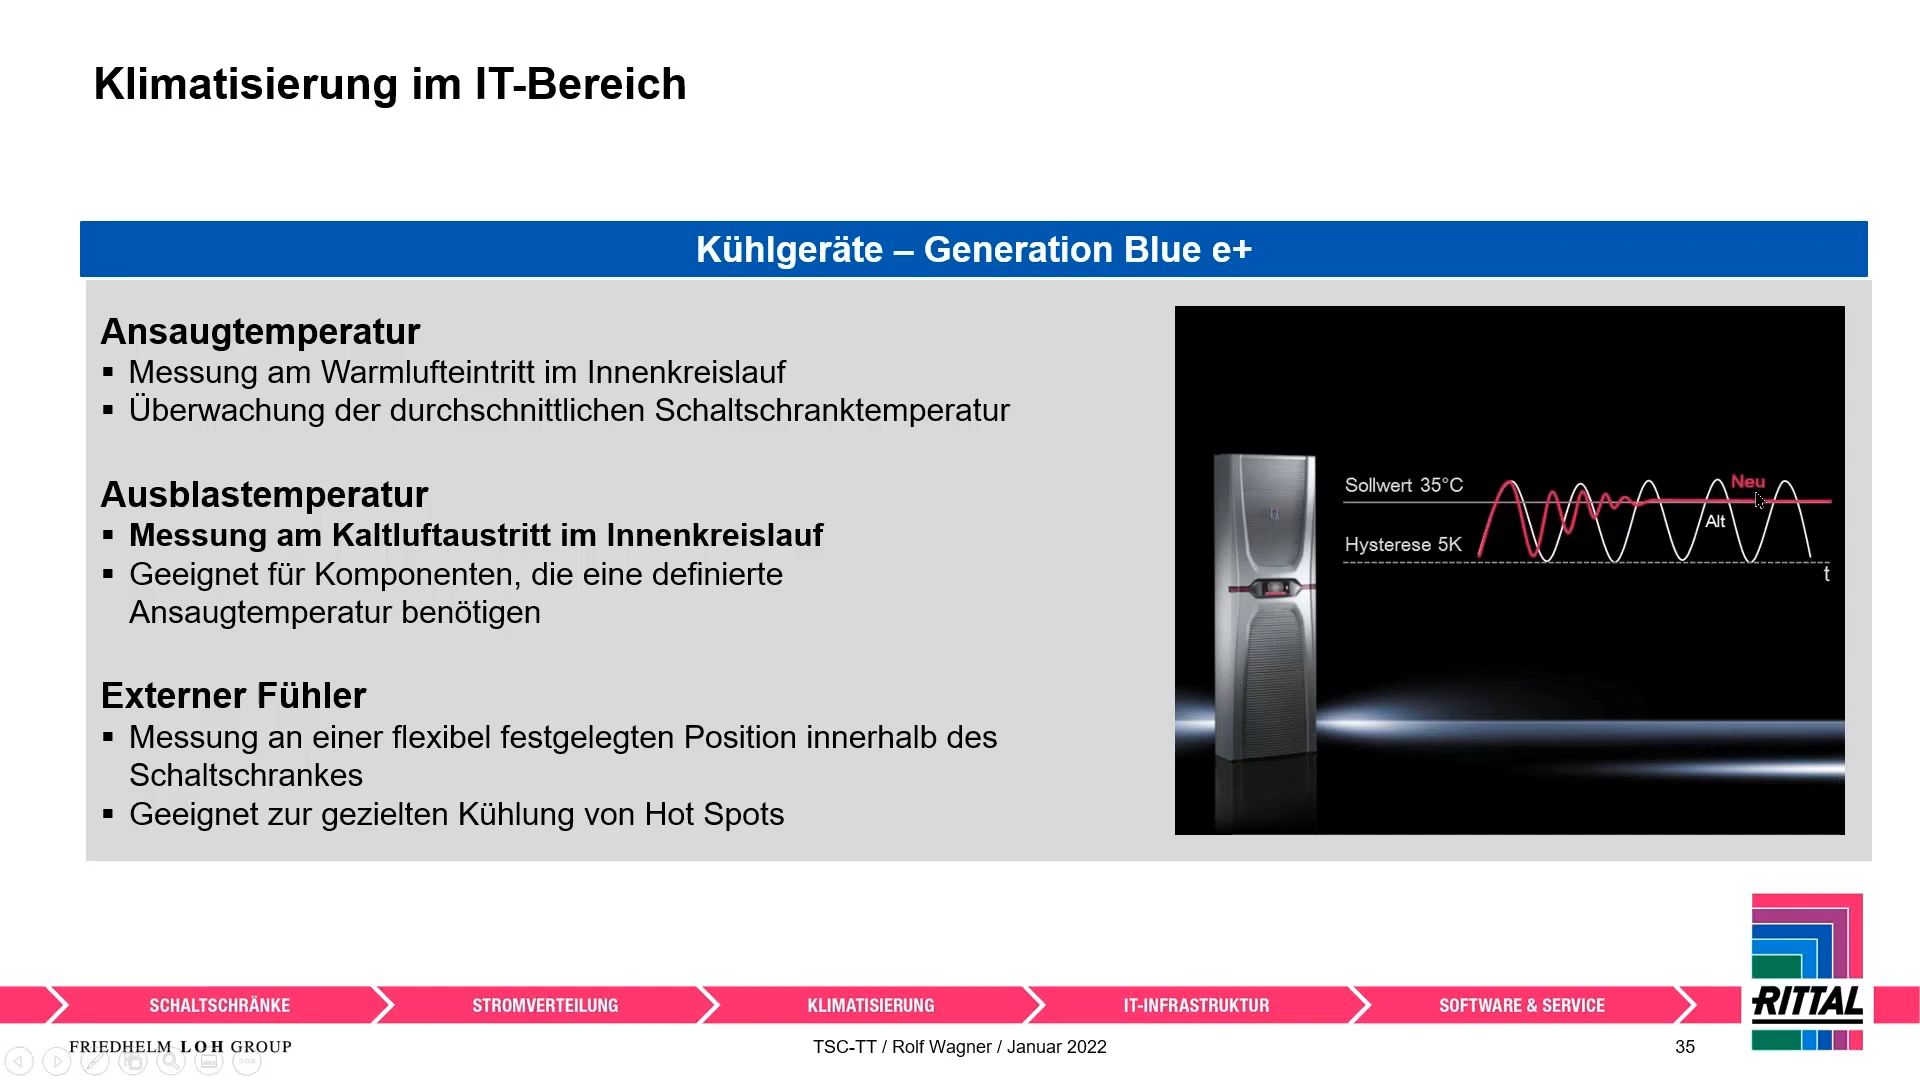 Klimatisierung im IT-Bereich
Kühlgeräte – Generation Blue e+
Ansaugtemperatur
▪ Messung am Warmlufteintritt im Innenkreislauf
▪ Überwachung der durchschnittlichen Schaltschranktemperatur
Ausblastemperatur
▪ Messung am Kaltluftaustritt im Innenkreislauf
▪ Geeignet für Komponenten, die eine definierte
Ansaugtemperatur benötigen
Externer Fühler
▪ Messung an einer flexibel festgelegten Position innerhalb des
Schaltschrankes
▪ Geeignet zur gezielten Kühlung von Hot Spots
Sollwert 35°C
Neu
Alt
Hysterese 5K
t
SCHALTSCHRÄNKE
STROMVERTEILUNG
KLIMATISIERUNG
IT-INFRASTRUKTUR
SOFTWARE & SERVICE
RITTAL
FRIEDHELM LOH GROUP
TSC-TT / Rolf Wagner / Januar 2022
35